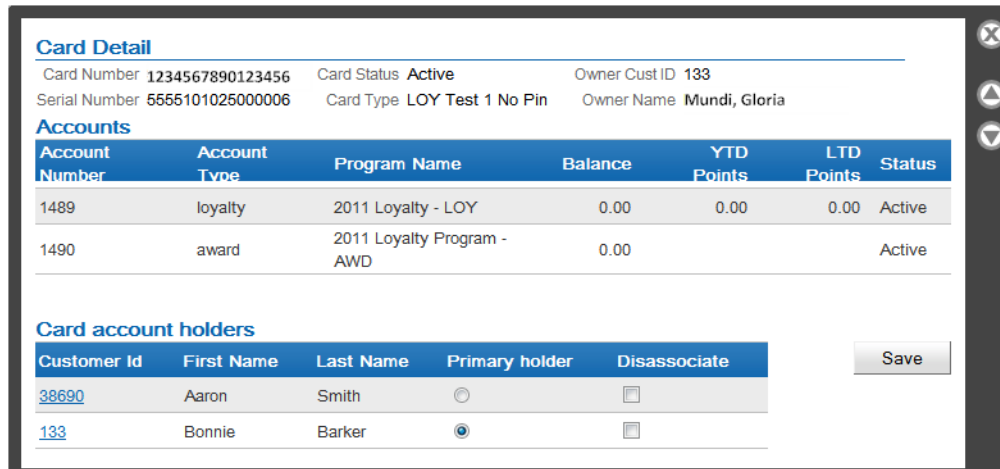 Card Detail
Card Number 1234567890123456 Card Status Active Owner Cust ID 133
Serial Number 5555101025000006 Card Type LOY Test 1 No Pin Owner Name Mundi, Gloria
Accounts
Account Number Account Type Program Name Balance YTD Points LTD Points Status
1489 loyalty 2011 Loyalty - LOY 0.00 0.00 0.00 Active
1490 award 2011 Loyalty Program - AWD 0.00 Active
Card account holders
Customer Id First Name Last Name Primary holder Disassociate Save
38690 Aaron Smith
133 Bonnie Barker